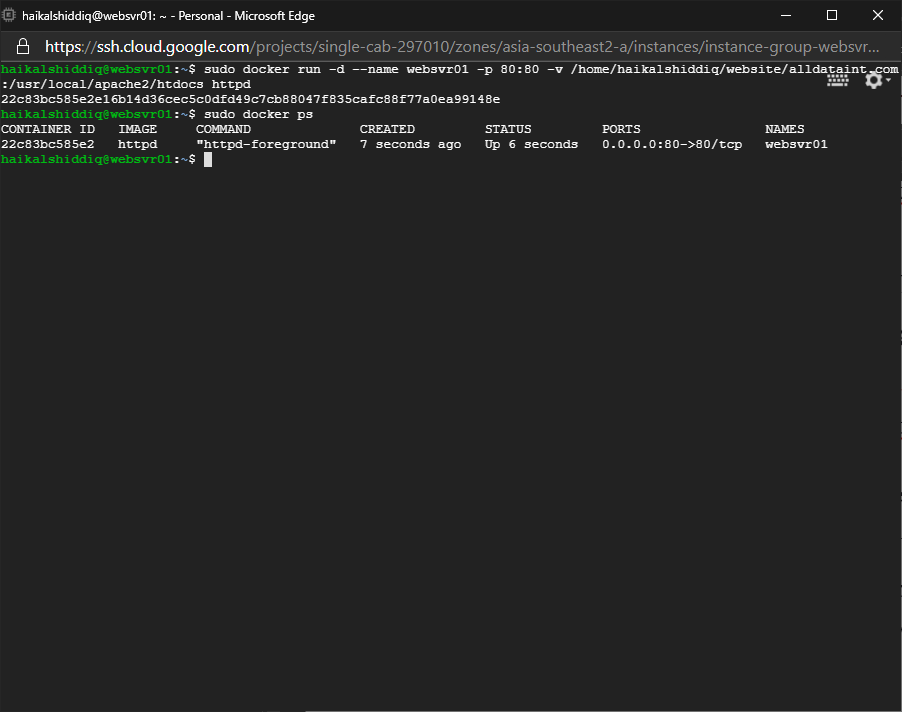 haikalshiddiq@websvr01: ~ - Personal - Microsoft Edge
https://ssh.cloud.google.com/projects/single-cab-297010/zones/asia-southeast2-a/instances/instance-group-websvr...
haikalshiddiq@websvr01:~$ sudo docker run -d --name websvr01 -p 80:80 -v /home/haikalshiddiq/website/alldataint.com
:/usr/local/apache2/htdocs httpd
22c83bc585e2e16b14d36cec5c0dfd49c7cb88047f835cafc88f77a0ea99148e
haikalshiddiq@websvr01:~$ sudo docker ps
CONTAINER ID   IMAGE     COMMAND              CREATED         STATUS         PORTS                NAMES
22c83bc585e2   httpd     "httpd-foreground"   7 seconds ago   Up 6 seconds   0.0.0.0:80->80/tcp   websvr01
haikalshiddiq@websvr01:~$